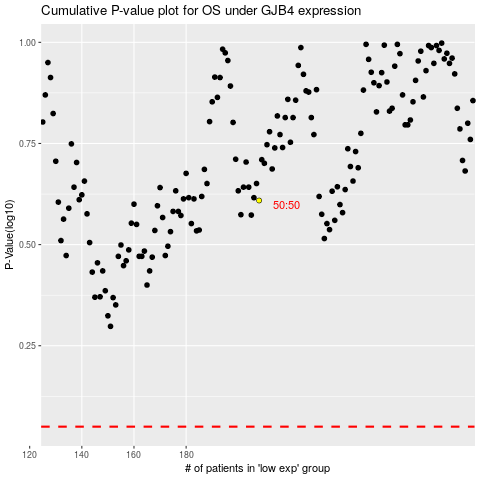 Cumulative P-value plot for OS under GJB4 expression
P-Value(log10)
1.00
0.75
0.50
0.25
50:50
120 140 160 180
# of patients in 'low exp' group